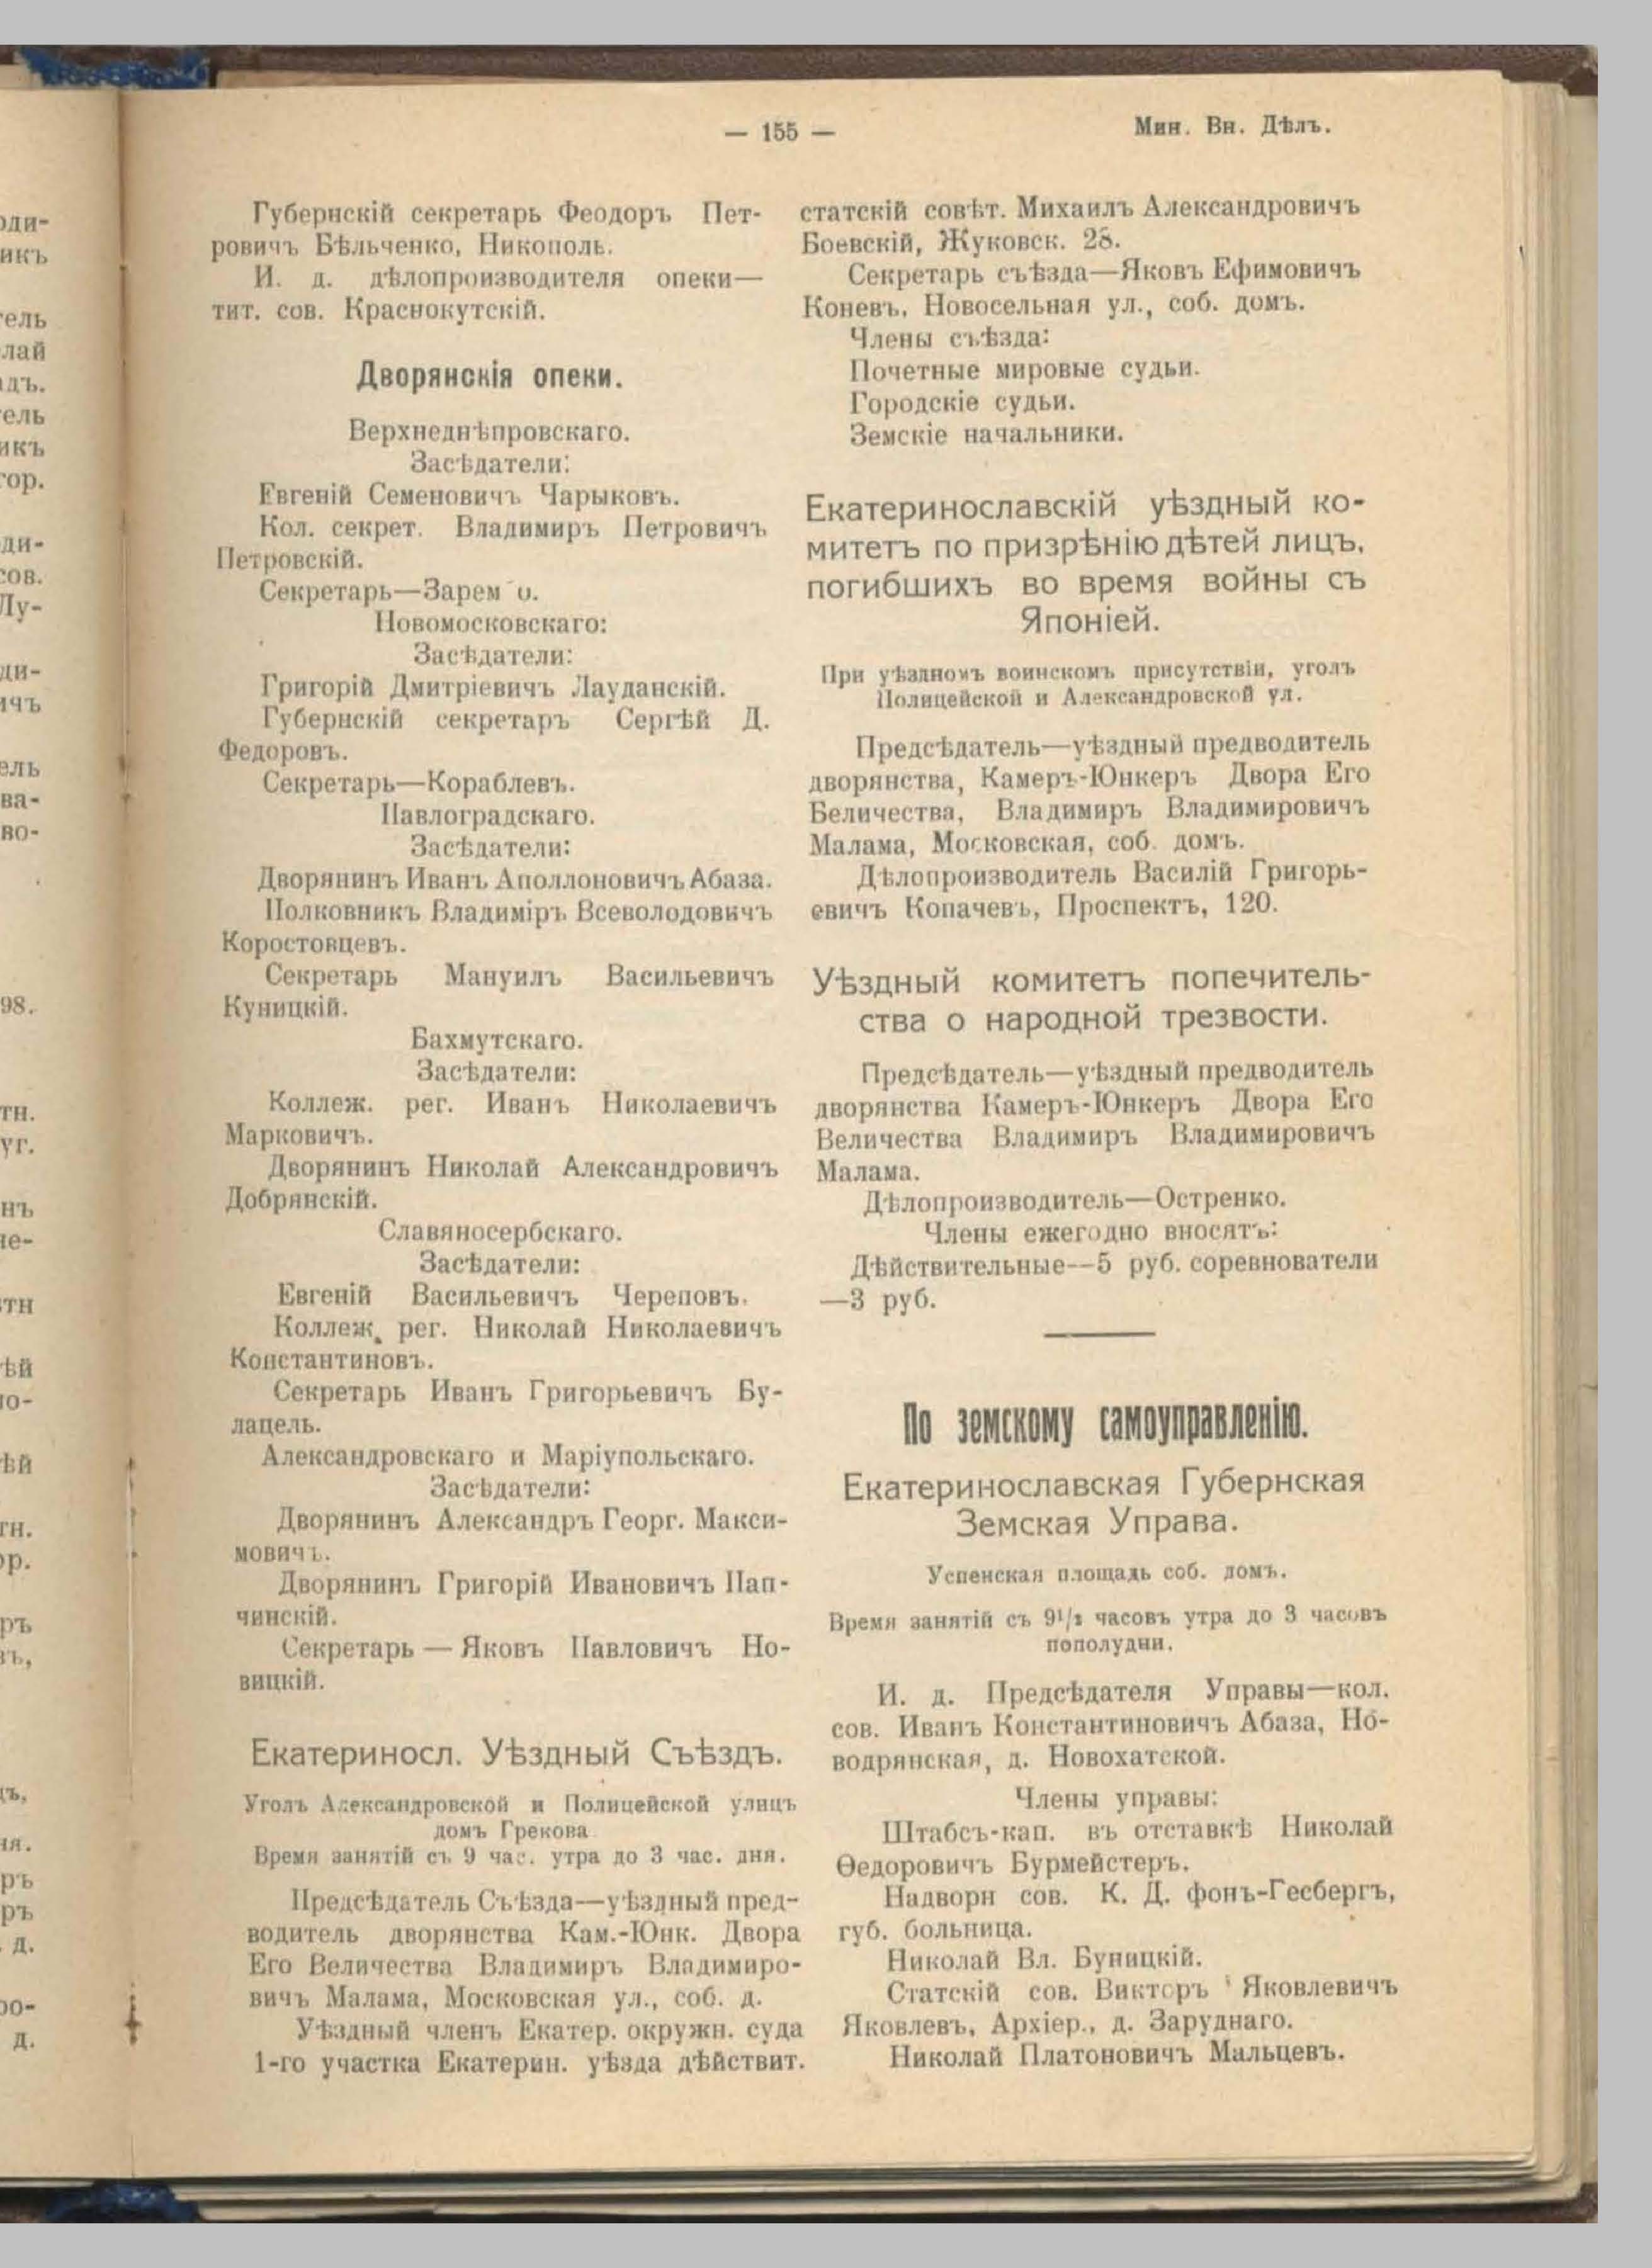 — 155 —
Мин. Вн. Дѣлъ.
Губернскій секретарь Феодоръ Пет-
ровичъ Бѣльченко, Никополь.
И. д. дѣлопроизводителя опеки—
тит. сов. Краснокутскій.
Дворянскія опеки.
Верхнеднѣпровскаго.
Засѣдатели:
Евгеній Семеновичъ Чарыковъ.
Кол. секрет. Владимиръ Петровичъ
Петровскій.
Секретарь—
Новомосковскаго:
Засѣдатели:
Григорій Дмитріевичъ Лауданскій.
Губернскій секретаръ Сергѣй Д.
Федоровъ.
Секретарь—Кораблевъ.
Павлоградскаго.
Засѣдатели:
Дворянинъ Иванъ Аполлоновичъ Абаза.
Полковникъ Владиміръ Всеволодовичъ
Коростовцевъ.
Секретарь Мануилъ Васильевичъ
Куницкій.
Бахмутскаго.
Засѣдатели:
Коллеж. рег. Иванъ Николаевичъ
Марковичъ.
Дворянинъ Николай Александровичъ
Добрянскій.
Славяносербскаго.
Засѣдатели:
Евгеній Васильевичъ Череповъ.
Коллеж. рег. Николай Николаевичъ
Константиновъ.
Секретарь Иванъ Григорьевичъ Бу-
лацель.
Александровскаго и Маріупольскаго.
Засѣдатели:
Дворянинъ Александръ Георг. Макси-
мовичъ.
Дворянинъ Григорій Ивановичъ Пап-
чинскій.
Секретарь — Яковъ Павловичъ Но-
вицкій.
Екатериносл. Уѣздный Съѣздъ.
Уголъ Александровской и Полицейской улицъ
домъ Грекова
Время занятій съ 9 час. утра до 3 час. дня.
Предсѣдатель Съѣзда—уѣздный пред-
водитель дворянства Кам.-Юнк. Двора
Его Величества Владимиръ Владимиро-
вичъ Малама, Московская ул., соб. д.
Уѣздный членъ Екатер. окружн. суда
1-го участка Екатерин. уѣзда дѣйствит.
статскій совѣт. Михаилъ Александровичъ
Боевскій, Жуковск. 28.
Секретарь съѣзда—Яковъ Ефимовичъ
Коневъ, Новосельная ул., соб. домъ.
Члены съѣзда:
Почетные мировые судьи.
Городскіе судьи.
Земскіе начальники.
Екатеринославскій уѣздный ко-
митетъ по призрѣнію дѣтей лицъ,
погибшихъ во время войны съ
Японіей.
При уѣздномъ воинскомъ присутствіи, уголъ
Полицейской и Александровской ул.
Предсѣдатель—уѣздный предводитель
дворянства, Камеръ-Юнкеръ Двора Его
Величества, Владимиръ Владимировичъ
Малама, Московская, соб. домъ.
Дѣлопроизводитель Василій Григорь-
евичъ Копачевъ, Проспектъ, 120.
Уѣздный комитетъ попечитель-
ства о народной трезвости.
Предсѣдатель—уѣздный предводитель
дворянства Камеръ-Юнкеръ Двора Его
Величества Владимиръ Владимировичъ
Малама.
Дѣлопроизводитель—Остренко.
Члены ежегодно вносятъ:
Дѣйствительные—5 руб. соревнователи
—3 руб.
По земскому самоуправленію.
Екатеринославская Губернская
Земская Управа.
Успенская площадь соб. домъ.
Время занятій съ 9¹/₂ часовъ утра до 3 часовъ
пополудни.
И. д. Предсѣдателя Управы—кол.
сов. Иванъ Константиновичъ Абаза, Но-
водрянская, д. Новохатской.
Члены управы:
Штабсъ-кап. въ отставкѣ Николай
Ѳедоровичъ Бурмейстеръ.
Надворн сов. К. Д. фонъ-Гесбергъ,
губ. больница.
Николай Вл. Буницкій.
Статскій сов. Викторъ Яковлевичъ
Яковлевъ, Архіер., д. Заруднаго.
Николай Платоновичъ Мальцевъ.